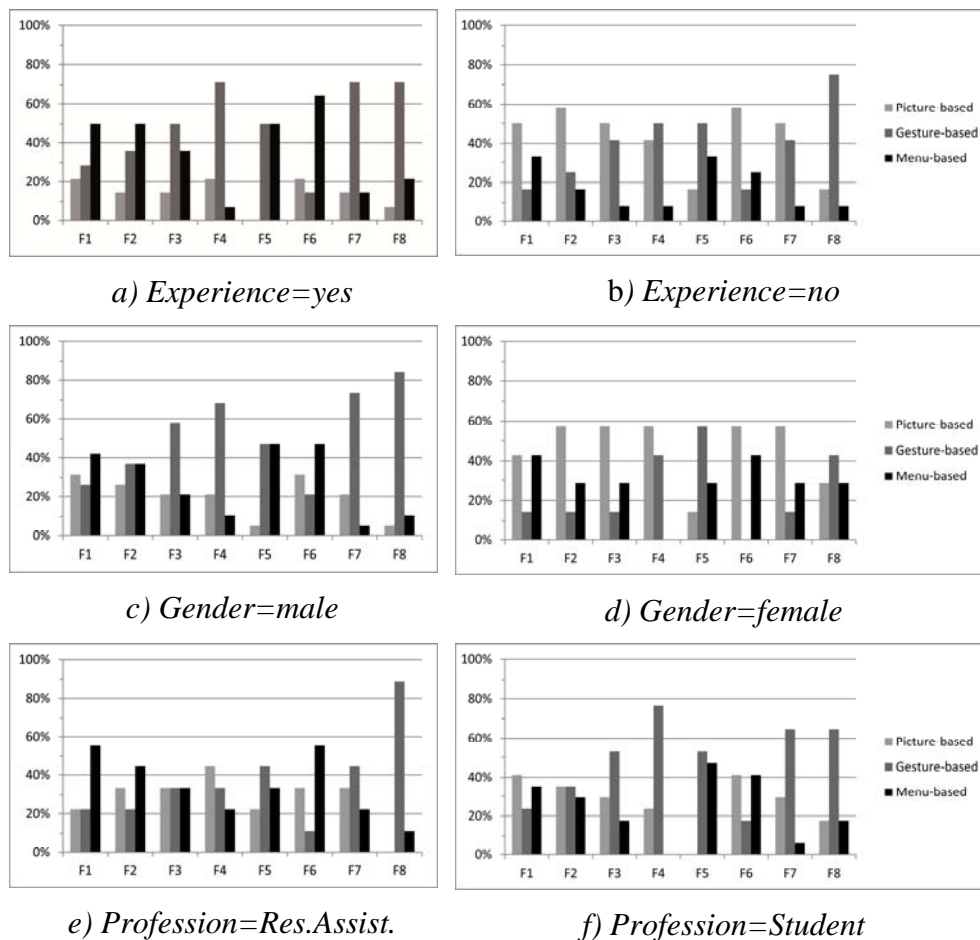 100%
80%
60%
40%
20%
0%
F1 F2 F3 F4 F5 F6 F7 F8
a) Experience=yes
100%
80%
60%
40%
20%
0%
F1 F2 F3 F4 F5 F6 F7 F8
Picture-based
Gesture-based
Menu-based
b) Experience=no
100%
80%
60%
40%
20%
0%
F1 F2 F3 F4 F5 F6 F7 F8
c) Gender=male
100%
80%
60%
40%
20%
0%
F1 F2 F3 F4 F5 F6 F7 F8
Picture-based
Gesture-based
Menu-based
d) Gender=female
100%
80%
60%
40%
20%
0%
F1 F2 F3 F4 F5 F6 F7 F8
e) Profession=Res.Assist.
100%
80%
60%
40%
20%
0%
F1 F2 F3 F4 F5 F6 F7 F8
Picture-based
Gesture-based
Menu-based
f) Profession=Student